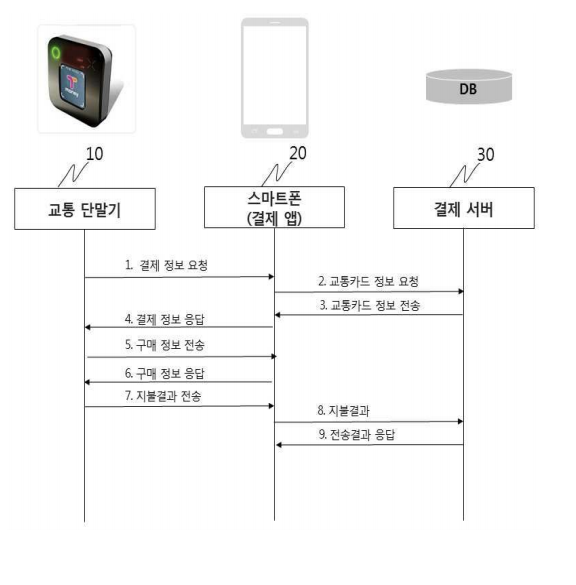 T
money
DB
10
20
30
교통 단말기
스마트폰
(결제 앱)
결제 서버
1. 결제 정보 요청
2. 교통카드 정보 요청
3. 교통카드 정보 전송
4. 결제 정보 응답
5. 구매 정보 전송
6. 구매 정보 응답
7. 지불결과 전송
8. 지불결과
9. 전송결과 응답